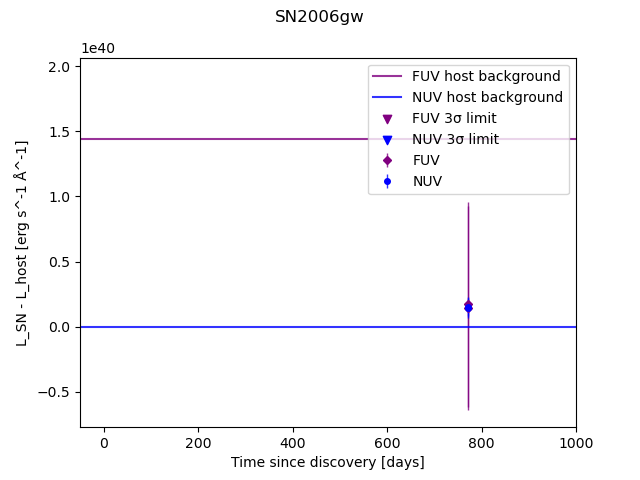 SN2006gw
1e40
2.0
1.5
1.0
0.5
0.0
−0.5
L_SN - L_host [erg s^-1 Å^-1]
FUV host background
NUV host background
FUV 3σ limit
NUV 3σ limit
FUV
NUV
0 200 400 600 800 1000
Time since discovery [days]